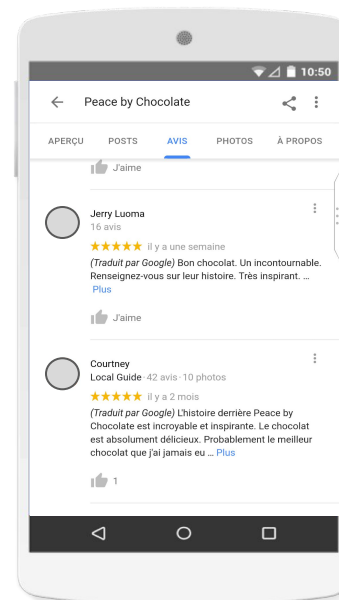 10:50
Peace by Chocolate
APERÇU POSTS AVIS PHOTOS À PROPOS
J'aime
Jerry Luoma
16 avis
il y a une semaine
(Traduit par Google) Bon chocolat. Un incontournable.
Renseignez-vous sur leur histoire. Très inspirant. ...
Plus
J'aime
Courtney
Local Guide · 42 avis · 10 photos
il y a 2 mois
(Traduit par Google) L'histoire derrière Peace by
Chocolate est incroyable et inspirante. Le chocolat
est absolument délicieux. Probablement le meilleur
chocolat que j'ai jamais eu ... Plus
1